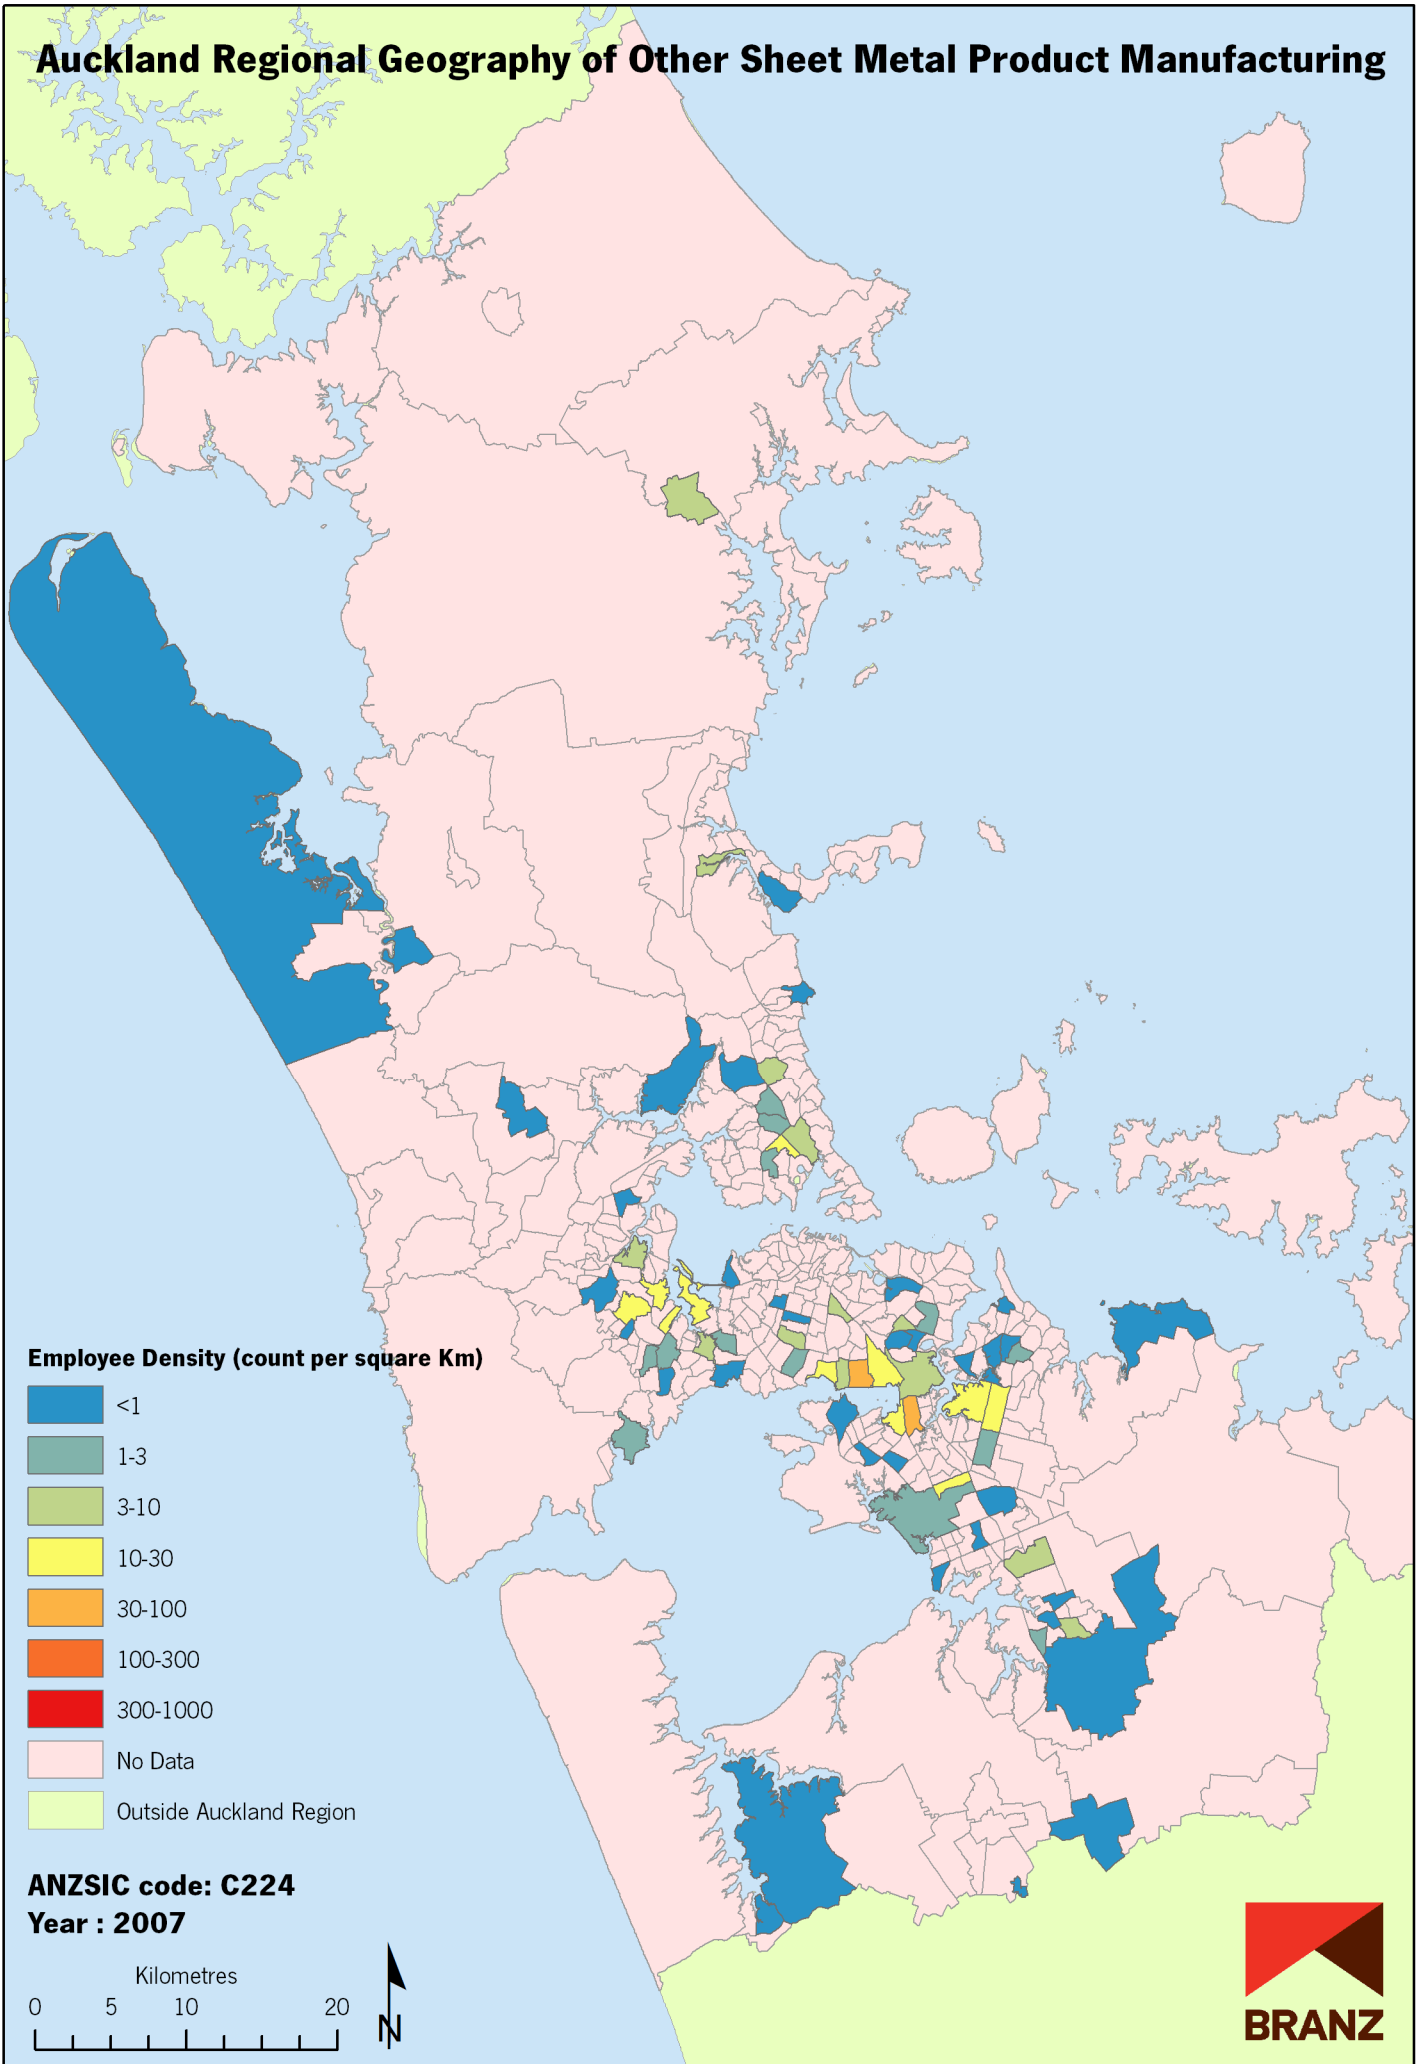 Auckland Regional Geography of Other Sheet Metal Product Manufacturing
Employee Density (count per square Km)
<1
1-3
3-10
10-30
30-100
100-300
300-1000
No Data
Outside Auckland Region
ANZSIC code: C224
Year : 2007
Kilometres
0 5 10 20
N
BRANZ